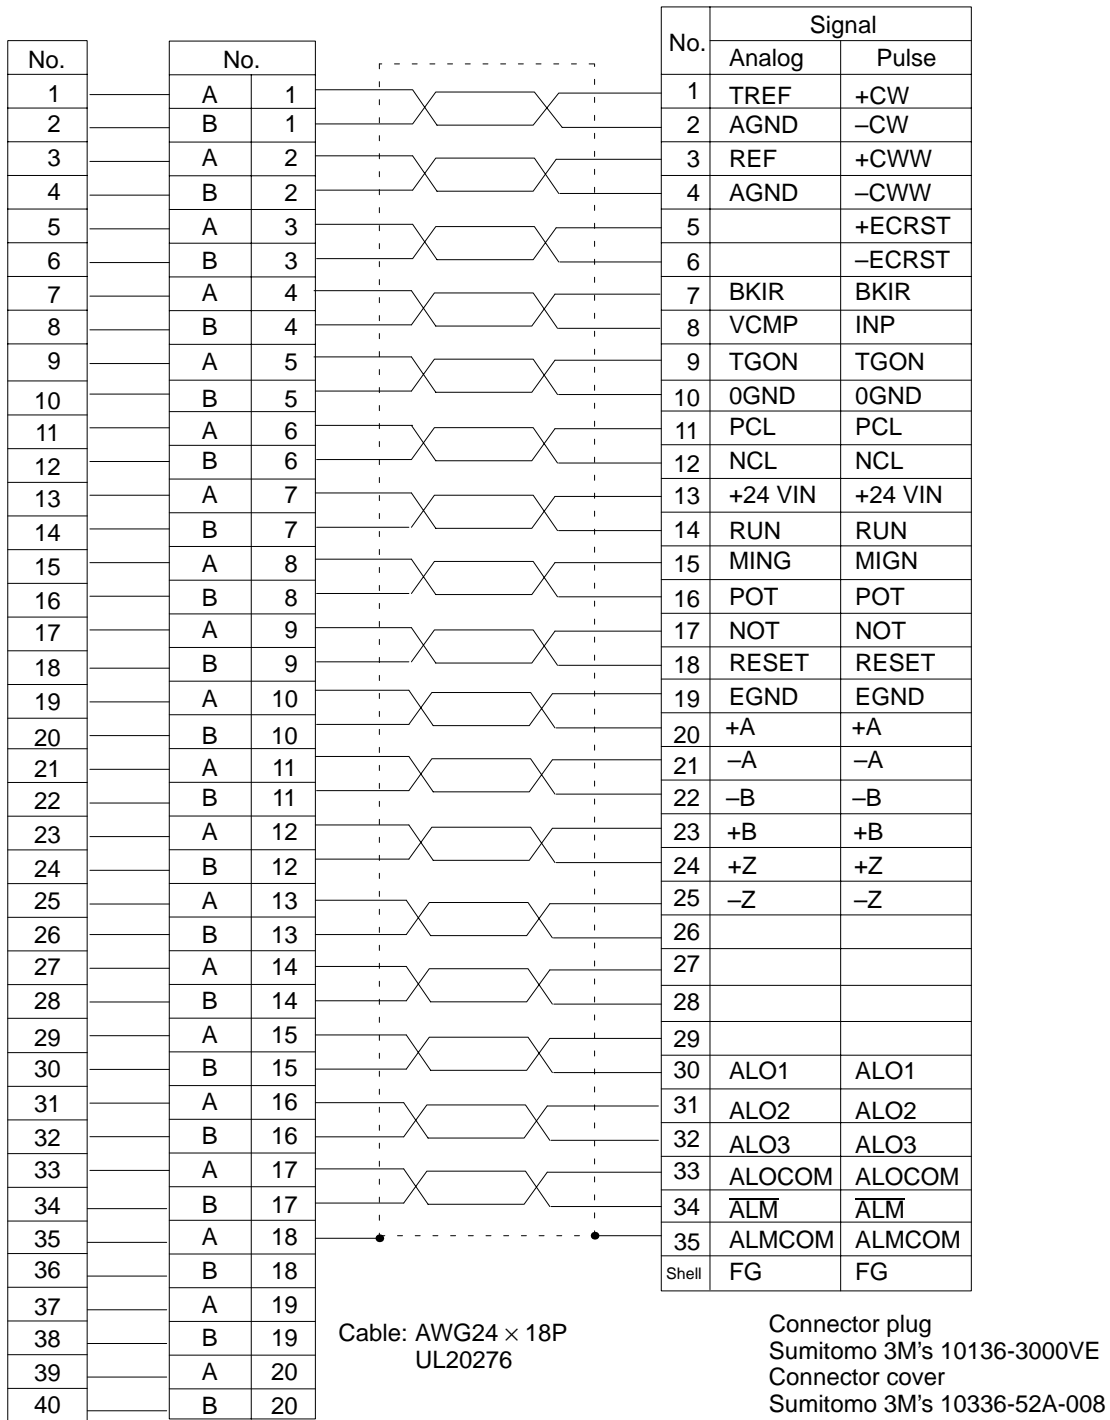 Signal
No. Analog Pulse
No. No.
1 A 1 1 TREF +CW
2 B 1 2 AGND –CW
3 A 2 3 REF +CWW
4 B 2 4 AGND –CWW
5 A 3 5 +ECRST
6 B 3 6 –ECRST
7 A 4 7 BKIR BKIR
8 B 4 8 VCMP INP
9 A 5 9 TGON TGON
10 B 5 10 0GND 0GND
11 A 6 11 PCL PCL
12 B 6 12 NCL NCL
13 A 7 13 +24 VIN +24 VIN
14 B 7 14 RUN RUN
15 A 8 15 MING MIGN
16 B 8 16 POT POT
17 A 9 17 NOT NOT
18 B 9 18 RESET RESET
19 A 10 19 EGND EGND
20 B 10 20 +A +A
21 A 11 21 –A –A
22 B 11 22 –B –B
23 A 12 23 +B +B
24 B 12 24 +Z +Z
25 A 13 25 –Z –Z
26 B 13 26
27 A 14 27
28 B 14 28
29 A 15 29
30 B 15 30 ALO1 ALO1
31 A 16 31 ALO2 ALO2
32 B 16 32 ALO3 ALO3
33 A 17 33 ALOCOM ALOCOM
34 B 17 34 ALM ALM
35 A 18 35 ALMCOM ALMCOM
36 B 18 Shell FG FG
37 A 19
38 B 19
39 A 20
40 B 20
Cable: AWG24 × 18P
UL20276
Connector plug
Sumitomo 3M's 10136-3000VE
Connector cover
Sumitomo 3M's 10336-52A-008